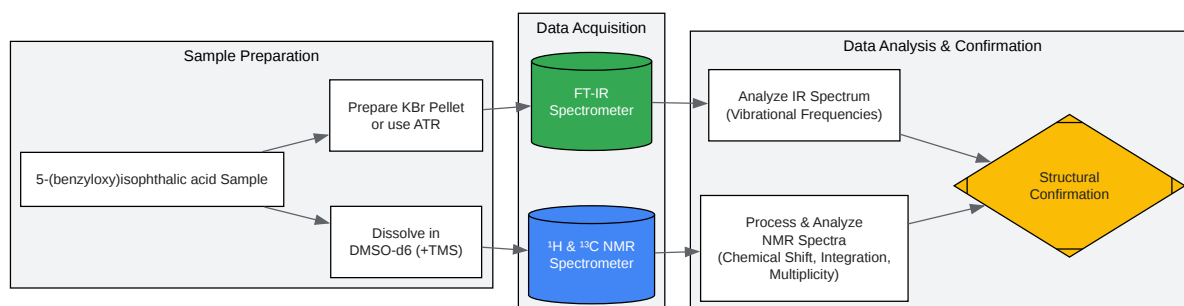 Sample Preparation
5-(benzyloxy)isophthalic acid Sample
Prepare KBr Pellet
or use ATR
Dissolve in
DMSO-d6 (+TMS)
Data Acquisition
FT-IR
Spectrometer
¹H & ¹³C NMR
Spectrometer
Data Analysis & Confirmation
Analyze IR Spectrum
(Vibrational Frequencies)
Process & Analyze
NMR Spectra
(Chemical Shift, Integration,
Multiplicity)
Structural
Confirmation